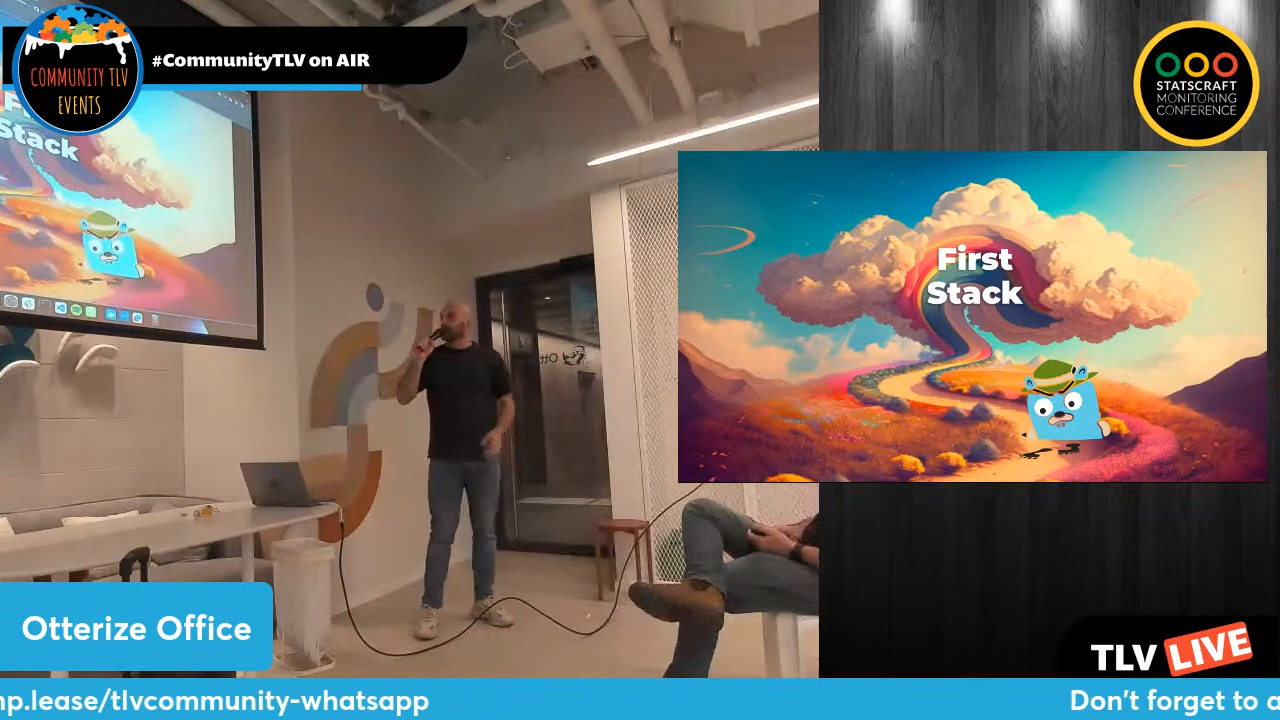 #CommunityTLV on AIR
COMMUNITY TLV
EVENTS
STATSCRAFT
MONITORING
CONFERENCE
Stack
First
Stack
Otterize Office
TLV LIVE
np.lease/tlvcommunity-whatsapp
Don't forget to a